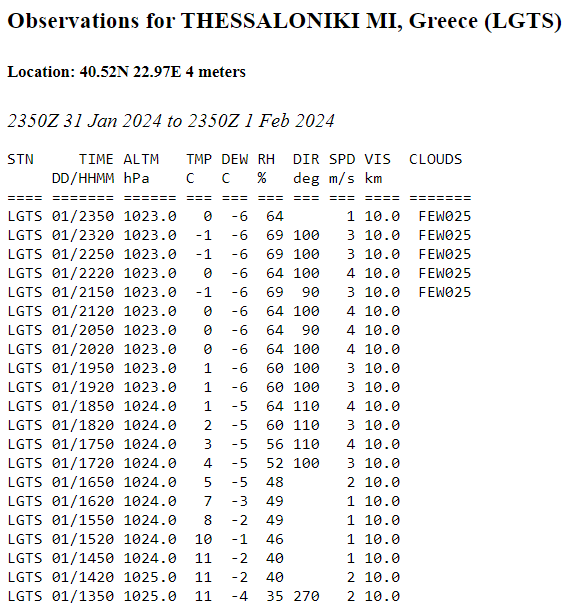 Observations for THESSALONIKI MI, Greece (LGTS)
Location: 40.52N 22.97E 4 meters
2350Z 31 Jan 2024 to 2350Z 1 Feb 2024
STN     TIME ALTM   TMP DEW RH  DIR SPD VIS  CLOUDS
     DD/HHMM hPa    C   C   %   deg m/s km
==== ======= ====== === === === === === ==== =======
LGTS 01/2350 1023.0   0  -6  64       1 10.0  FEW025
LGTS 01/2320 1023.0  -1  -6  69 100   3 10.0  FEW025
LGTS 01/2250 1023.0  -1  -6  69 100   3 10.0  FEW025
LGTS 01/2220 1023.0   0  -6  64 100   4 10.0  FEW025
LGTS 01/2150 1023.0  -1  -6  69  90   3 10.0  FEW025
LGTS 01/2120 1023.0   0  -6  64 100   4 10.0
LGTS 01/2050 1023.0   0  -6  64  90   4 10.0
LGTS 01/2020 1023.0   0  -6  64 100   4 10.0
LGTS 01/1950 1023.0   1  -6  60 100   3 10.0
LGTS 01/1920 1023.0   1  -6  60 100   3 10.0
LGTS 01/1850 1024.0   1  -5  64 110   4 10.0
LGTS 01/1820 1024.0   2  -5  60 110   3 10.0
LGTS 01/1750 1024.0   3  -5  56 110   4 10.0
LGTS 01/1720 1024.0   4  -5  52 100   3 10.0
LGTS 01/1650 1024.0   5  -5  48       2 10.0
LGTS 01/1620 1024.0   7  -3  49       1 10.0
LGTS 01/1550 1024.0   8  -2  49       1 10.0
LGTS 01/1520 1024.0  10  -1  46       1 10.0
LGTS 01/1450 1024.0  11  -2  40       1 10.0
LGTS 01/1420 1025.0  11  -2  40       2 10.0
LGTS 01/1350 1025.0  11  -4  35 270   2 10.0